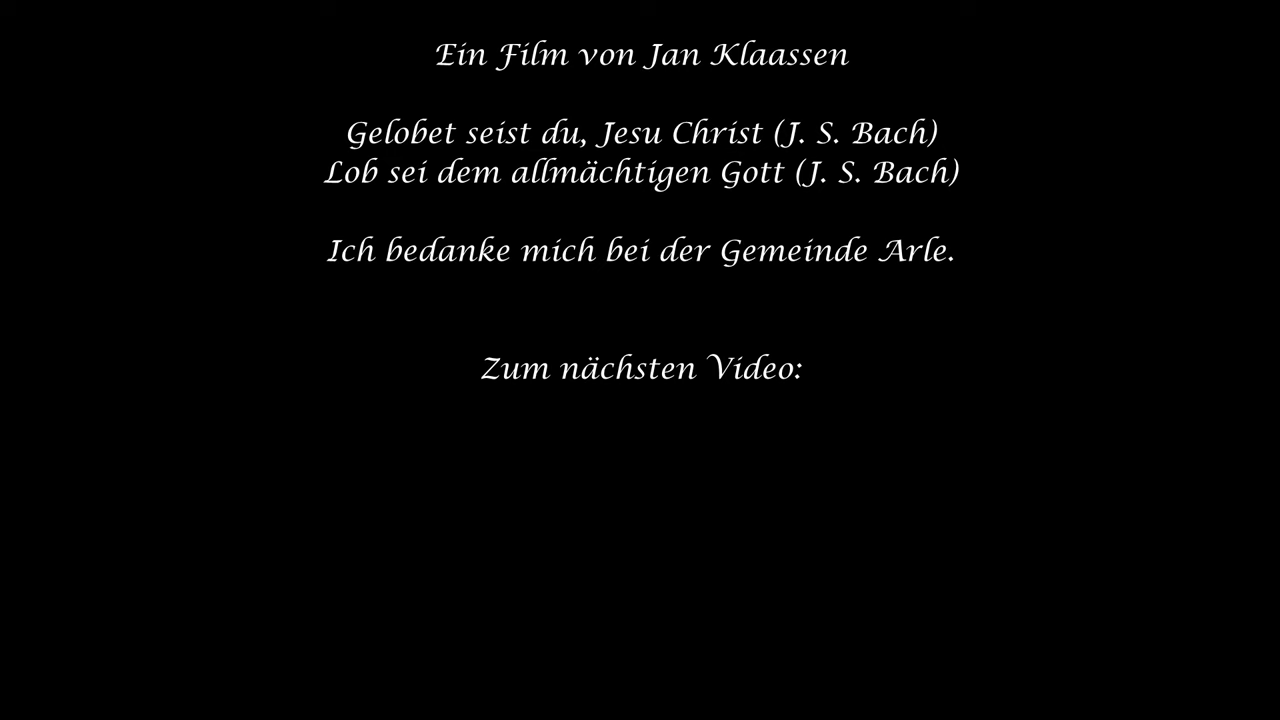 Ein Film von Jan Klaassen
Gelobet seist du, Jesu Christ (J. S. Bach)
Lob sei dem allmächtigen Gott (J. S. Bach)
Ich bedanke mich bei der Gemeinde Arle.
Zum nächsten Video: